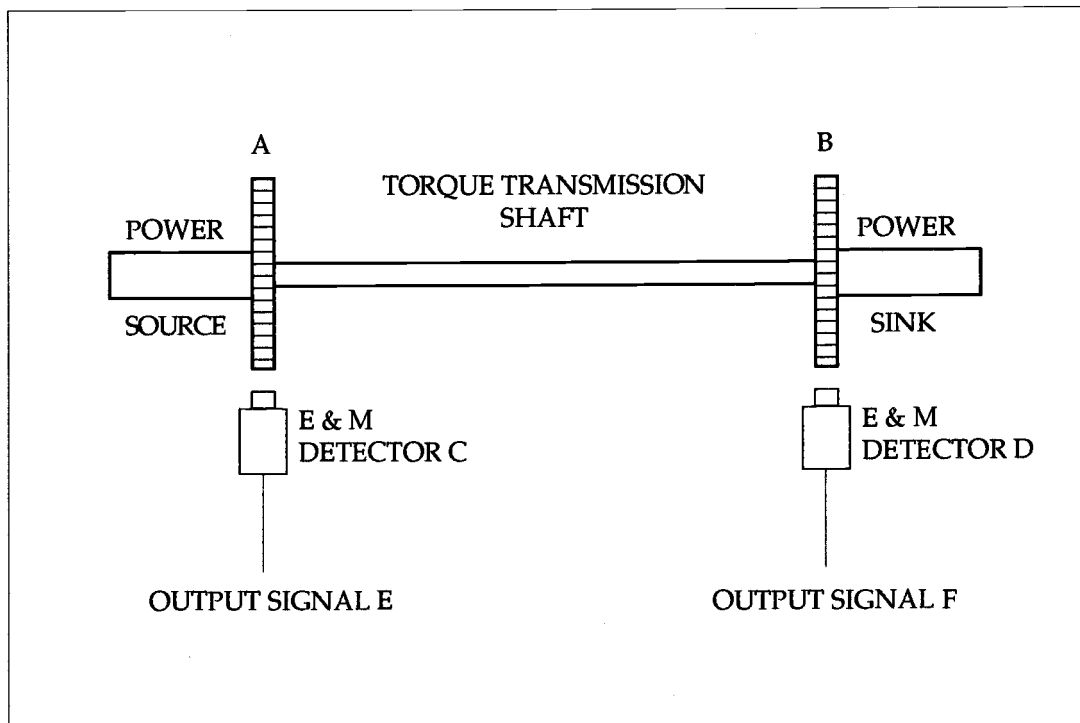 A
B
TORQUE TRANSMISSION
SHAFT
POWER
SOURCE
POWER
SINK
E & M
DETECTOR C
E & M
DETECTOR D
OUTPUT SIGNAL E
OUTPUT SIGNAL F